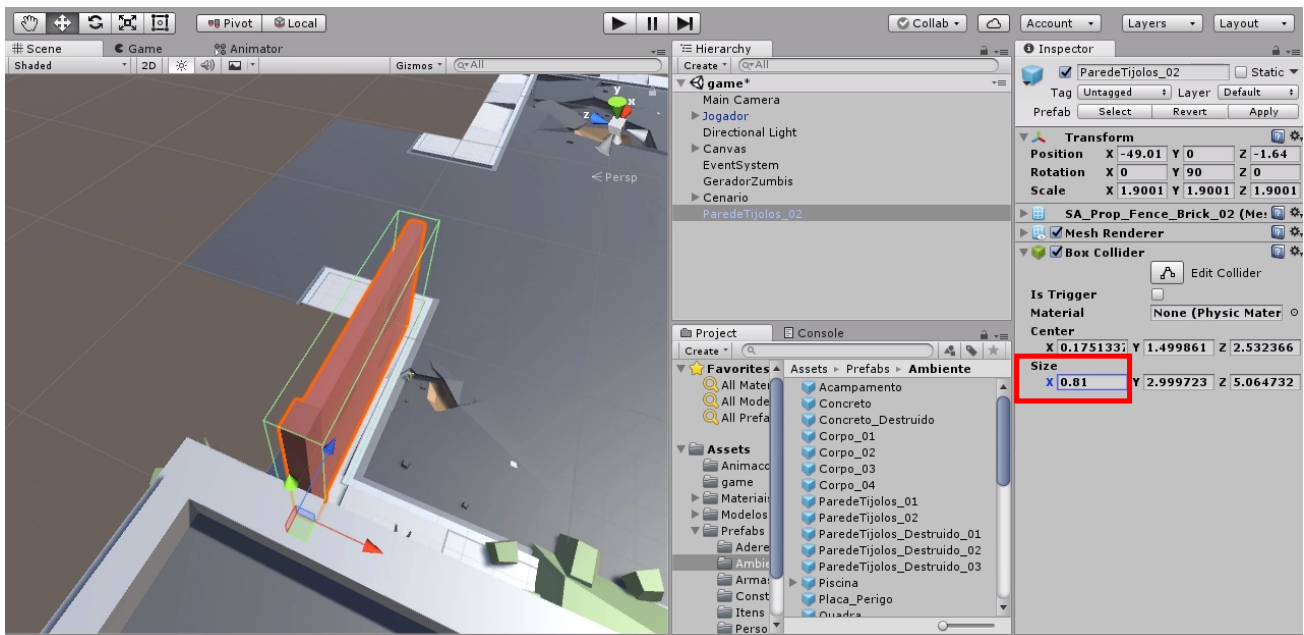 Pivot Local Collab Account Layers Layout
Scene Game Animator
Shaded 2D Gizmos All
y
x
z
Persp
Hierarchy
Create All
game*
Main Camera
Jogador
Directional Light
Canvas
EventSystem
GeradorZumbis
Cenario
ParedeTijolos_02
Project Console
Create
Favorites
All Mater
All Mode
All Prefa
Assets
Animacc
game
Materiais
Modelos
Prefabs
Adere
Ambie
Armas
Const
Itens
Perso
Assets Prefabs Ambiente
Acampamento
Concreto
Concreto_Destruido
Corpo_01
Corpo_02
Corpo_03
Corpo_04
ParedeTijolos_01
ParedeTijolos_02
ParedeTijolos_Destruido_01
ParedeTijolos_Destruido_02
ParedeTijolos_Destruido_03
Piscina
Placa_Perigo
Quadra
Inspector
ParedeTijolos_02 Static
Tag Untagged Layer Default
Prefab Select Revert Apply
Transform
Position X -49.01 Y 0 Z -1.64
Rotation X 0 Y 90 Z 0
Scale X 1.9001 Y 1.9001 Z 1.9001
SA_Prop_Fence_Brick_02 (Me:
Mesh Renderer
Box Collider
Edit Collider
Is Trigger
Material None (Physic Mater
Center
X 0.1751337 Y 1.499861 Z 2.532366
Size
X 0.81 Y 2.999723 Z 5.064732